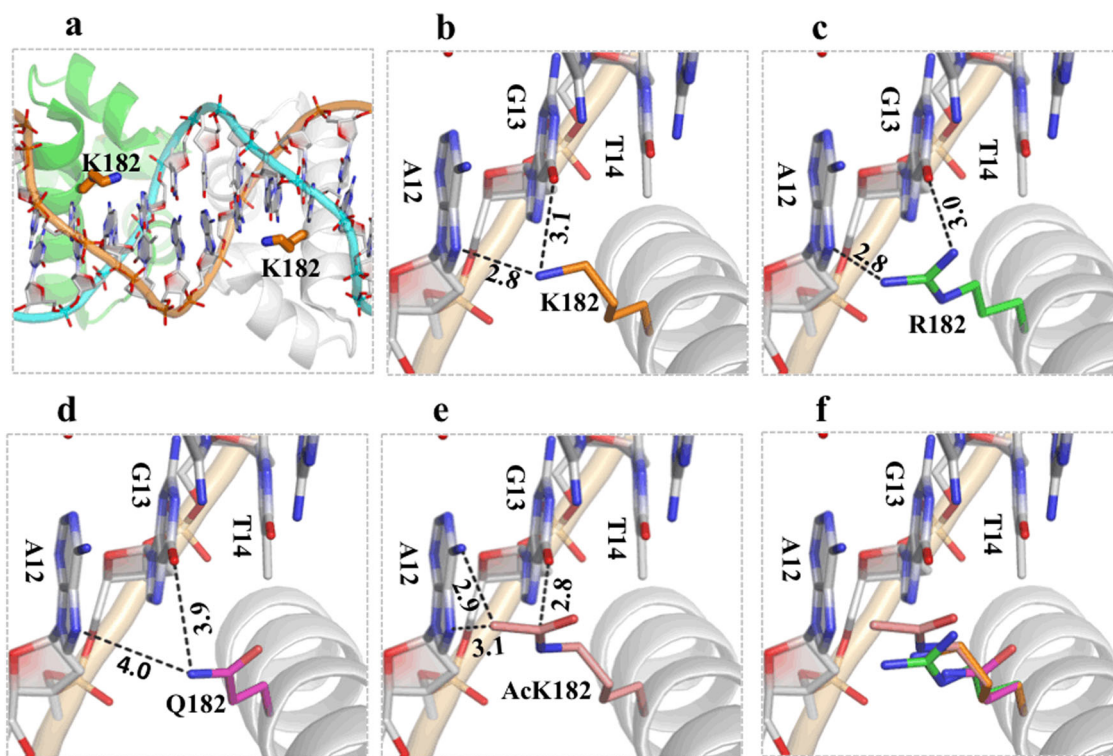 a
K182
K182
b
A12
G13
T14
2.8
3.1
K182
c
A12
G13
T14
2.8
3.0
R182
d
A12
G13
T14
4.0
3.9
Q182
e
A12
G13
T14
2.9
3.1
2.8
AcK182
f
A12
G13
T14